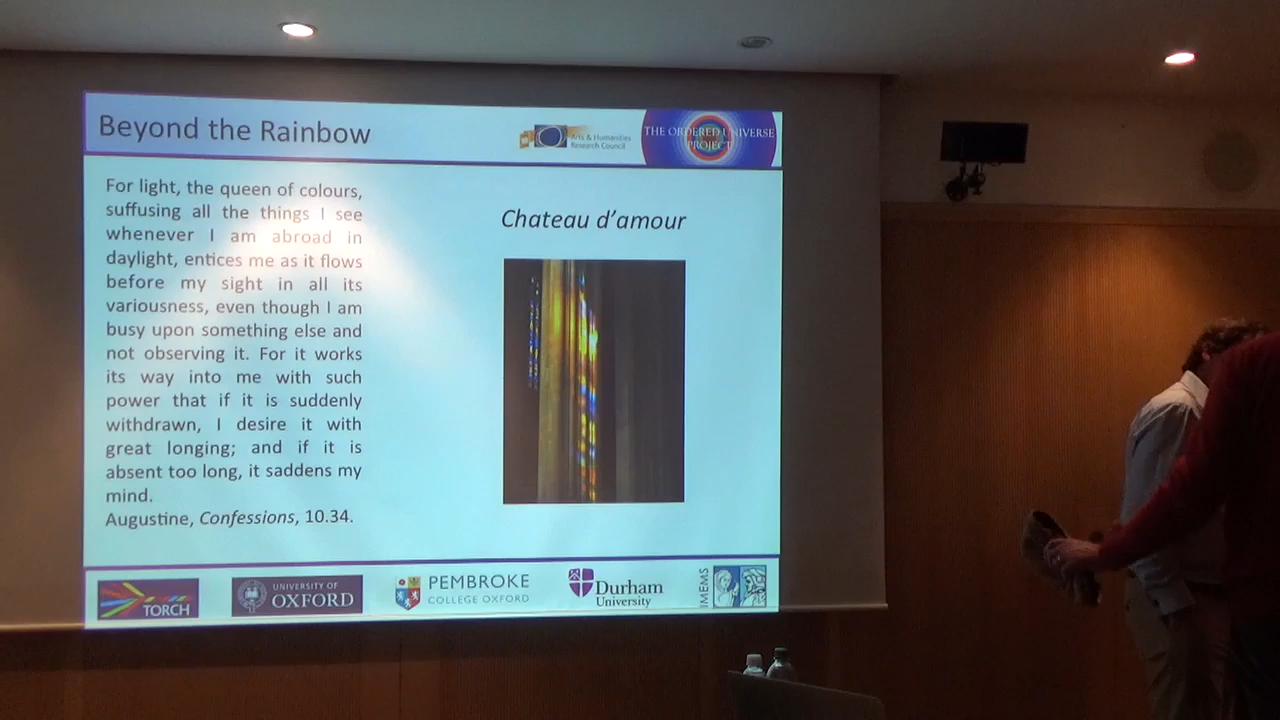 Beyond the Rainbow
Arts & Humanities
Research Council
THE ORDERED UNIVERSE
PROJECT
For light, the queen of colours,
suffusing all the things I see
whenever I am abroad in
daylight, entices me as it flows
before my sight in all its
variousness, even though I am
busy upon something else and
not observing it. For it works
its way into me with such
power that if it is suddenly
withdrawn, I desire it with
great longing; and if it is
absent too long, it saddens my
mind.
Augustine, Confessions, 10.34.
Chateau d’amour
TORCH
UNIVERSITY OF
OXFORD
PEMBROKE
COLLEGE OXFORD
Durham
University
IMEMS